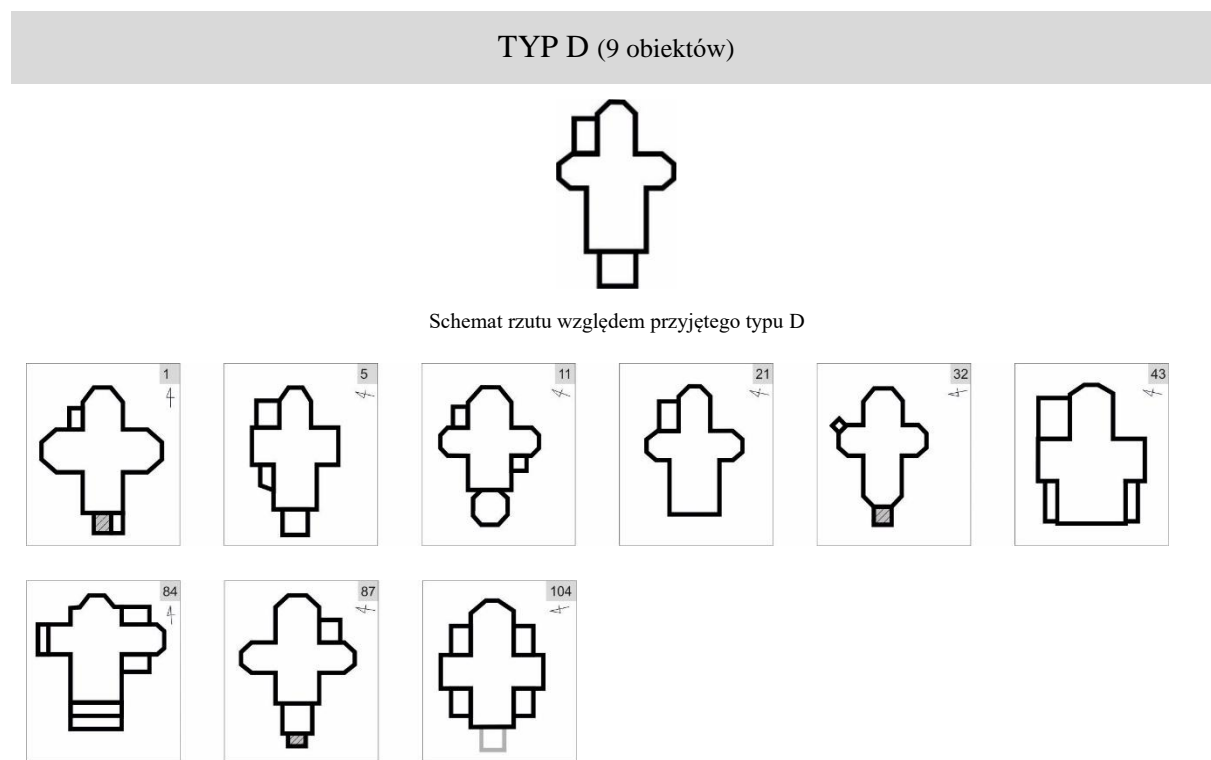 TYP D (9 obiektów)
Schemat rzutu względem przyjętego typu D
1 5 11 21 32 43
84 87 104